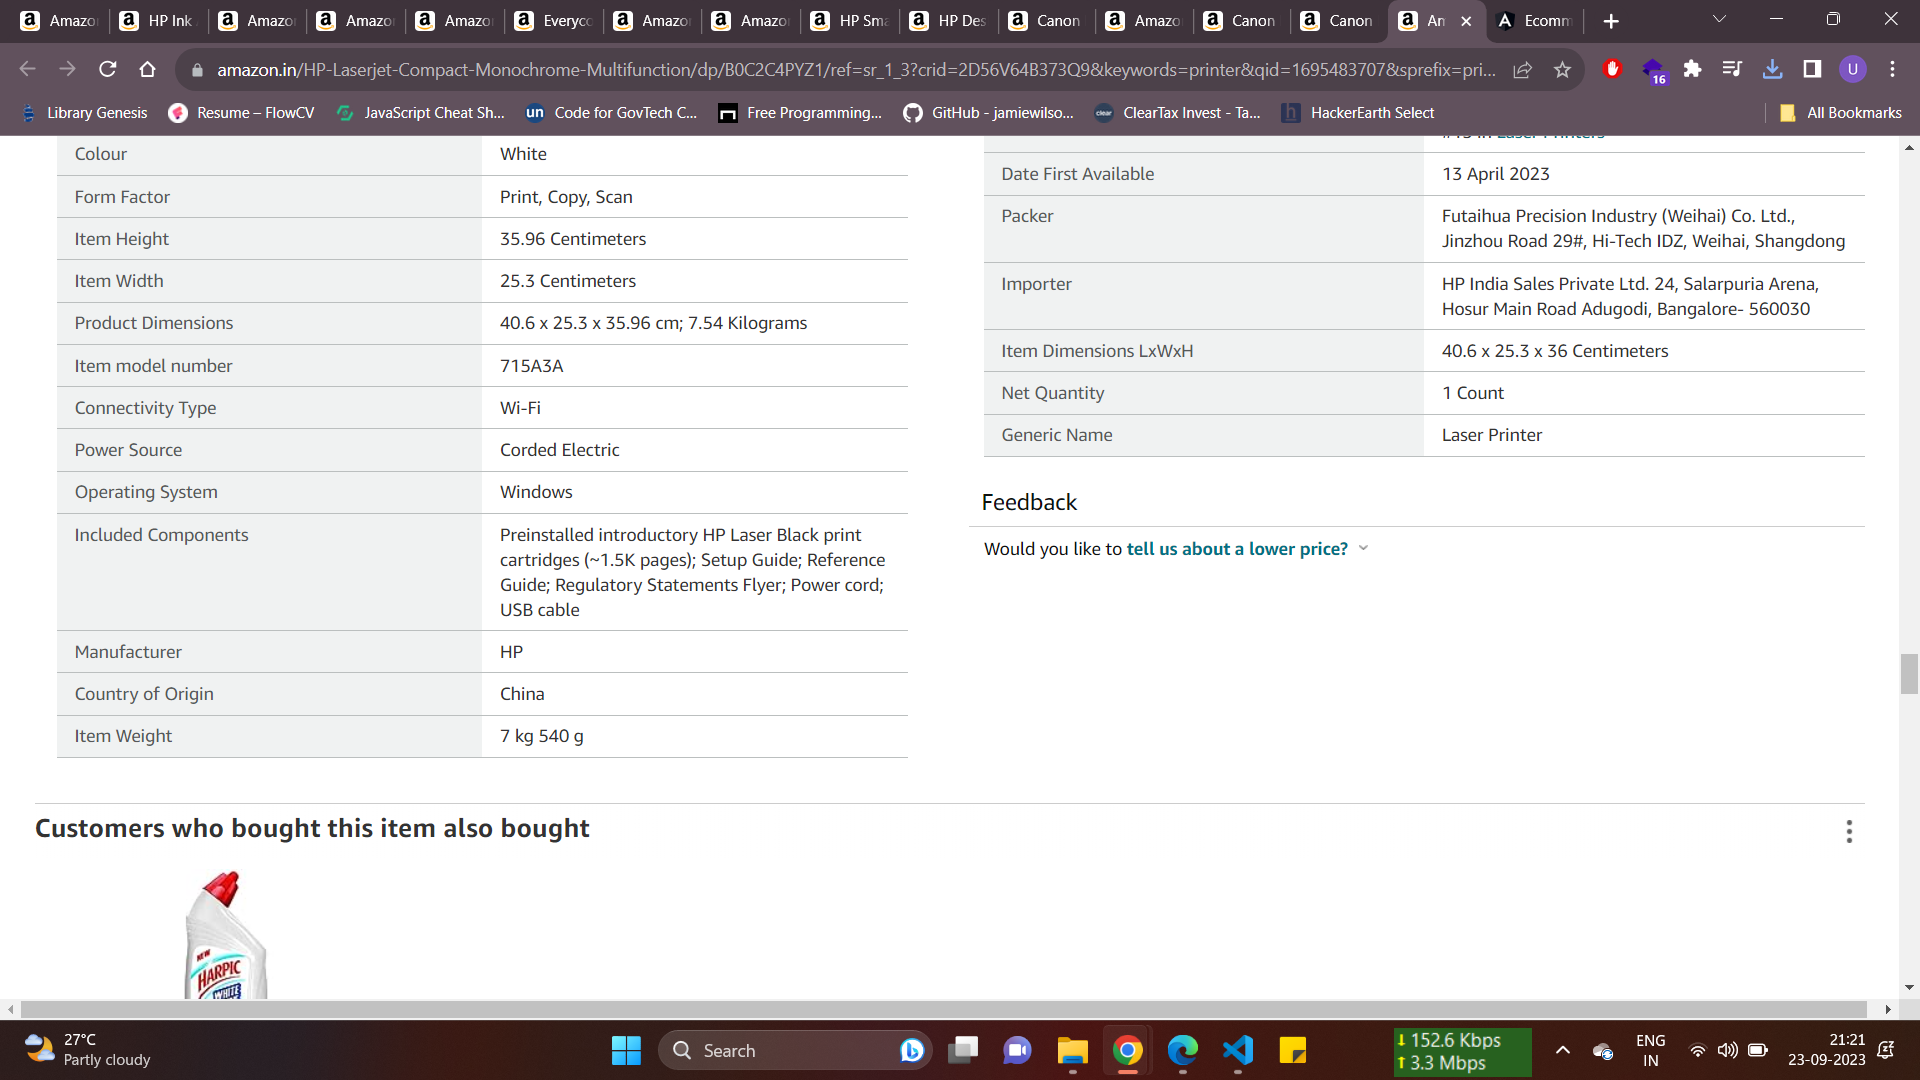 Amazo
HP Ink
Amazo
Amazo
Amazo
Everyco
Amazo
Amazo
HP Sma
HP Des
Canon
Amazo
Canon
Canon
Am
Ecomm
amazon.in/HP-Laserjet-Compact-Monochrome-Multifunction/dp/B0C2C4PYZ1/ref=sr_1_3?crid=2D56V64B373Q9&keywords=printer&qid=1695483707&sprefix=pri...
16
U
Library Genesis
Resume – FlowCV
JavaScript Cheat Sh...
un Code for GovTech C...
Free Programming...
GitHub - jamiewilso...
clear ClearTax Invest - Ta...
h HackerEarth Select
All Bookmarks
Colour White
Form Factor Print, Copy, Scan
Item Height 35.96 Centimeters
Item Width 25.3 Centimeters
Product Dimensions 40.6 x 25.3 x 35.96 cm; 7.54 Kilograms
Item model number 715A3A
Connectivity Type Wi-Fi
Power Source Corded Electric
Operating System Windows
Included Components Preinstalled introductory HP Laser Black print
cartridges (~1.5K pages); Setup Guide; Reference
Guide; Regulatory Statements Flyer; Power cord;
USB cable
Manufacturer HP
Country of Origin China
Item Weight 7 kg 540 g
in Laser Printers
Date First Available 13 April 2023
Packer Futaihua Precision Industry (Weihai) Co. Ltd.,
Jinzhou Road 29#, Hi-Tech IDZ, Weihai, Shangdong
Importer HP India Sales Private Ltd. 24, Salarpuria Arena,
Hosur Main Road Adugodi, Bangalore- 560030
Item Dimensions LxWxH 40.6 x 25.3 x 36 Centimeters
Net Quantity 1 Count
Generic Name Laser Printer
Feedback
Would you like to tell us about a lower price?
Customers who bought this item also bought
NEW
HARPIC
WHITE
27°C
Partly cloudy
Search
152.6 Kbps
3.3 Mbps
ENG
IN
21:21
23-09-2023